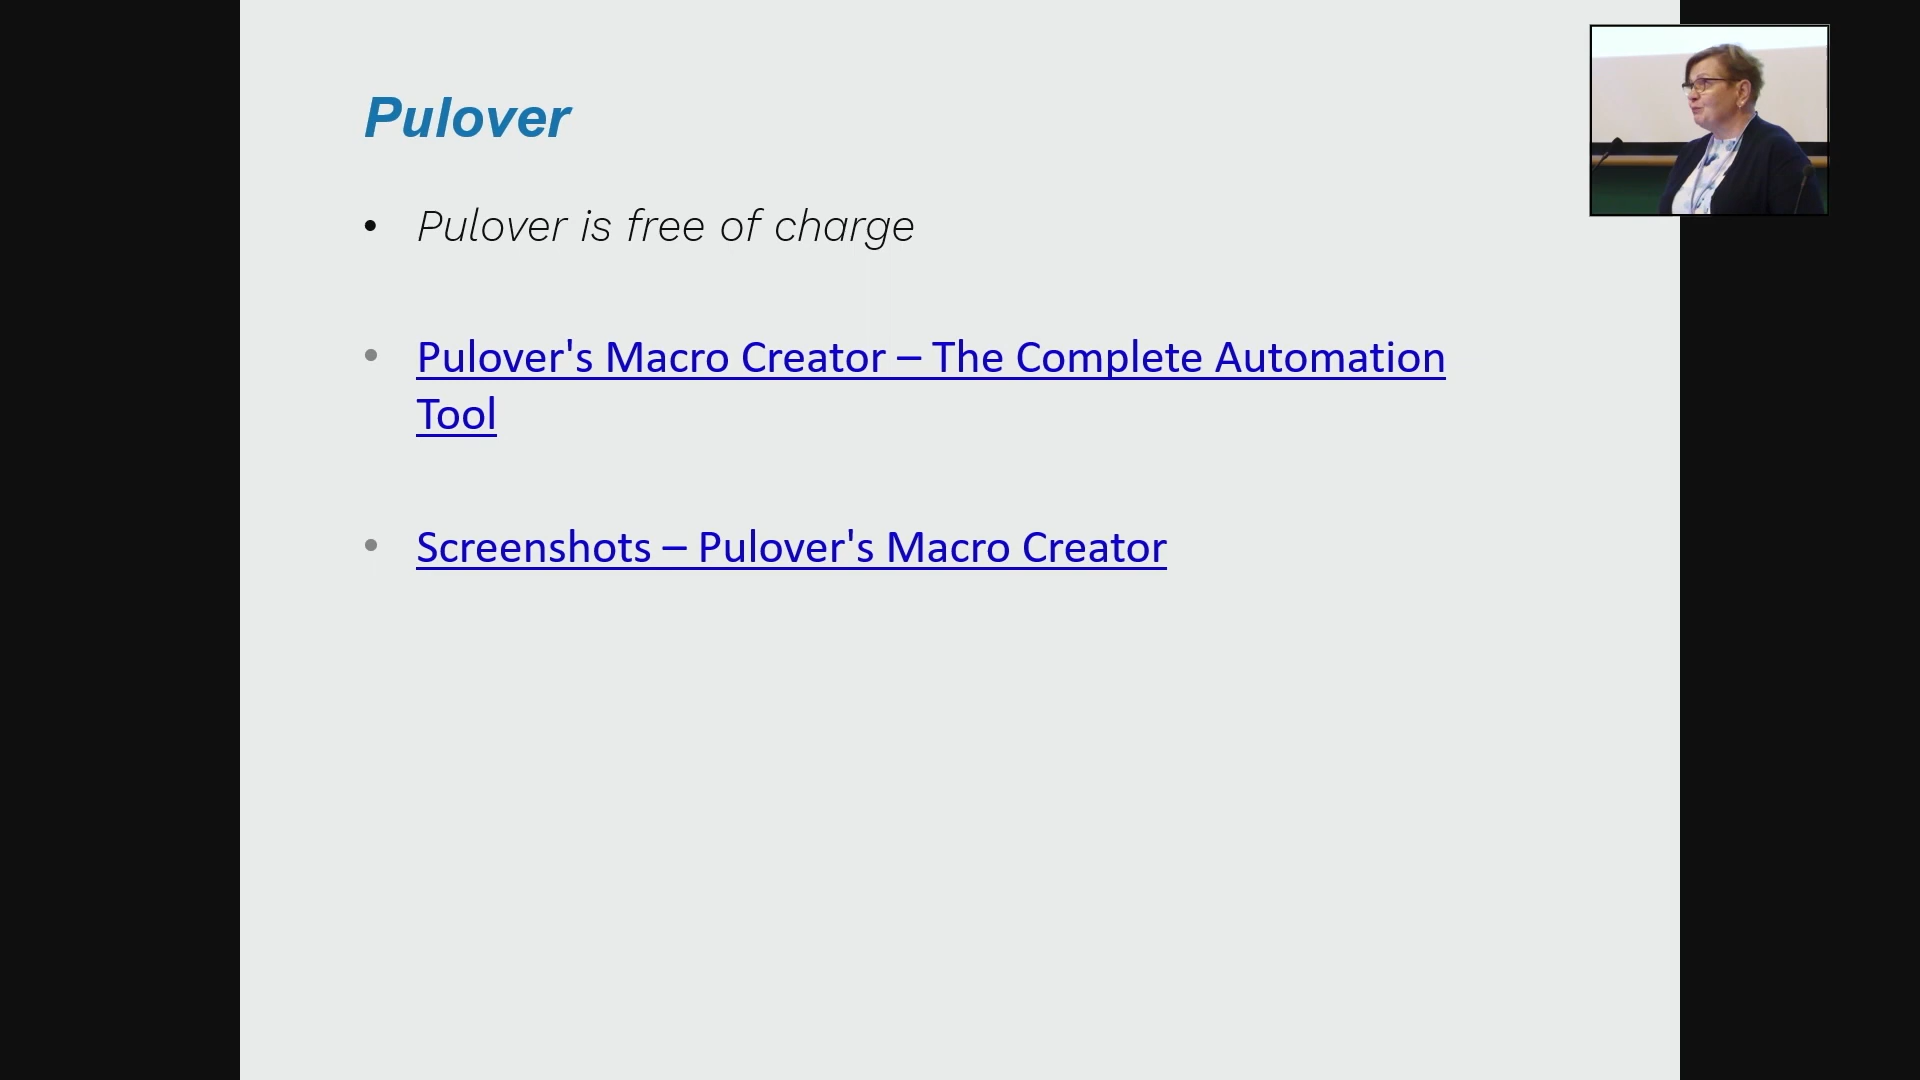 Pulover
• Pulover is free of charge
• Pulover's Macro Creator – The Complete Automation
Tool
• Screenshots – Pulover's Macro Creator